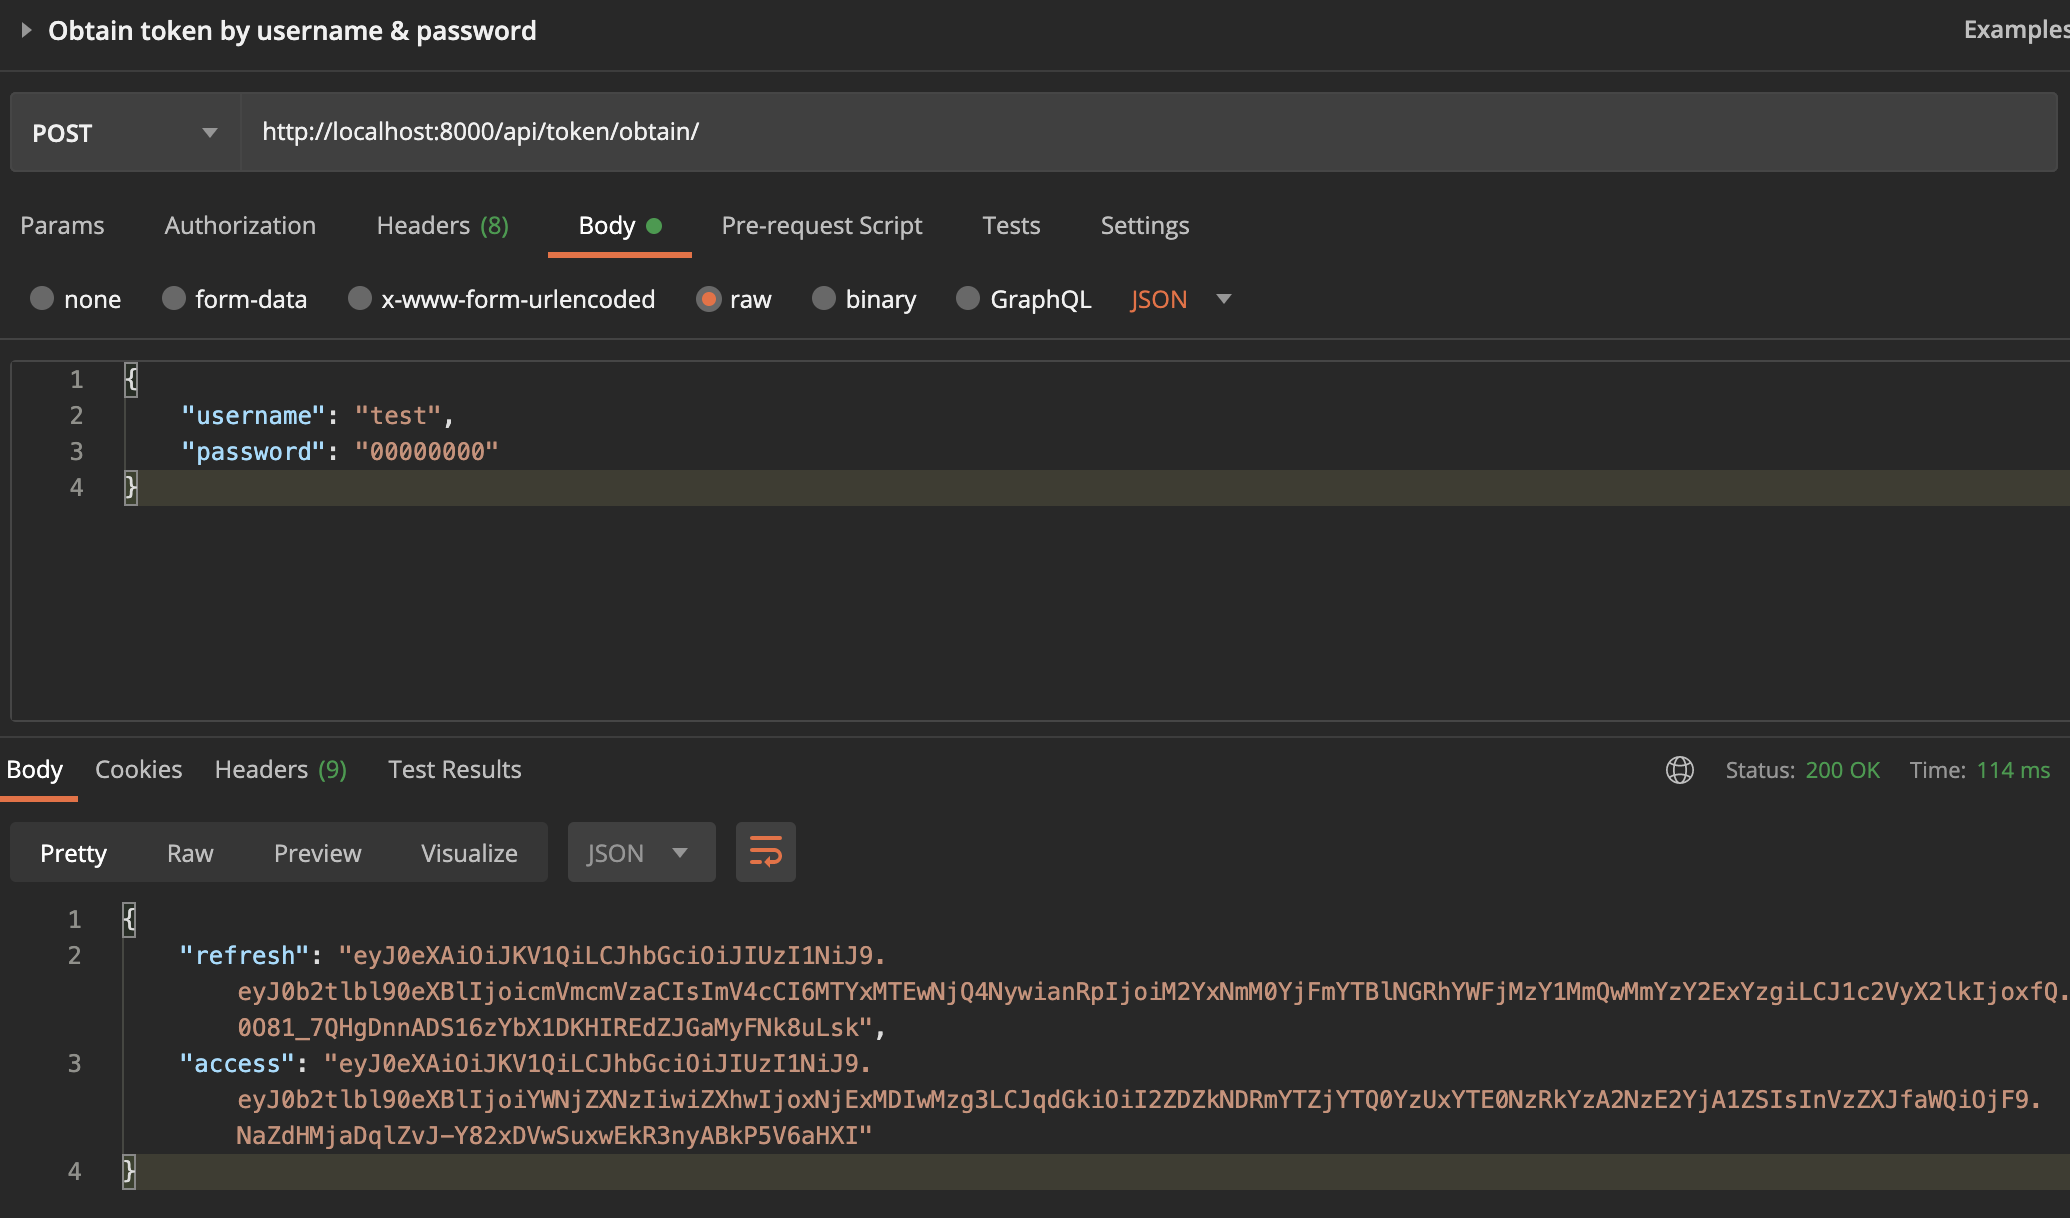 Obtain token by username & password
Examples
POST
http://localhost:8000/api/token/obtain/
Params Authorization Headers (8) Body Pre-request Script Tests Settings
none form-data x-www-form-urlencoded raw binary GraphQL JSON
1 {
2 "username": "test",
3 "password": "00000000"
4 }
Body Cookies Headers (9) Test Results Status: 200 OK Time: 114 ms
Pretty Raw Preview Visualize JSON
1 {
2 "refresh": "eyJ0eXAiOiJKV1QiLCJhbGciOiJIUzI1NiJ9.
eyJ0b2tlbl90eXBlIjoicmVmcmVzaCIsImV4cCI6MTYxMTEwNjQ4NywianRpIjoiM2YxNmM0YjFmYTBlNGRhYWFjMzY1MmQwMmYzY2ExYzgiLCJ1c2VyX2lkIjoxfQ.
0O81_7QHgDnnADS16zYbX1DKHIREdZJGaMyFNk8uLsk",
3 "access": "eyJ0eXAiOiJKV1QiLCJhbGciOiJIUzI1NiJ9.
eyJ0b2tlbl90eXBlIjoiYWNjZXNzIiwiZXhwIjoxNjExMDIwMzg3LCJqdGkiOiI2ZDZkNDRmYTZjYTQ0YzUxYTE0NzRkYzA2NzE2YjA1ZSIsInVzZXJfaWQiOjF9.
NaZdHMjaDqlZvJ-Y82xDVwSuxwEkR3nyABkP5V6aHXI"
4 }